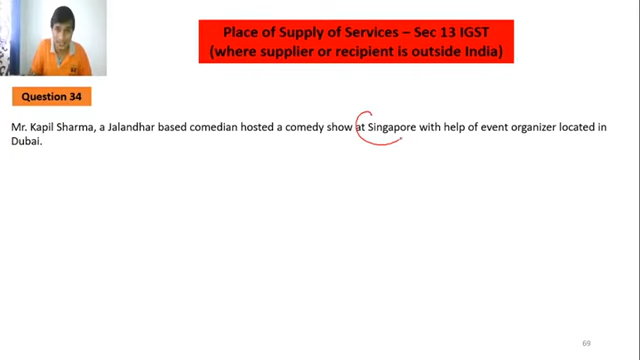 Place of Supply of Services – Sec 13 IGST
(where supplier or recipient is outside India)
Question 34
Mr. Kapil Sharma, a Jalandhar based comedian hosted a comedy show at Singapore with help of event organizer located in
Dubai.
69